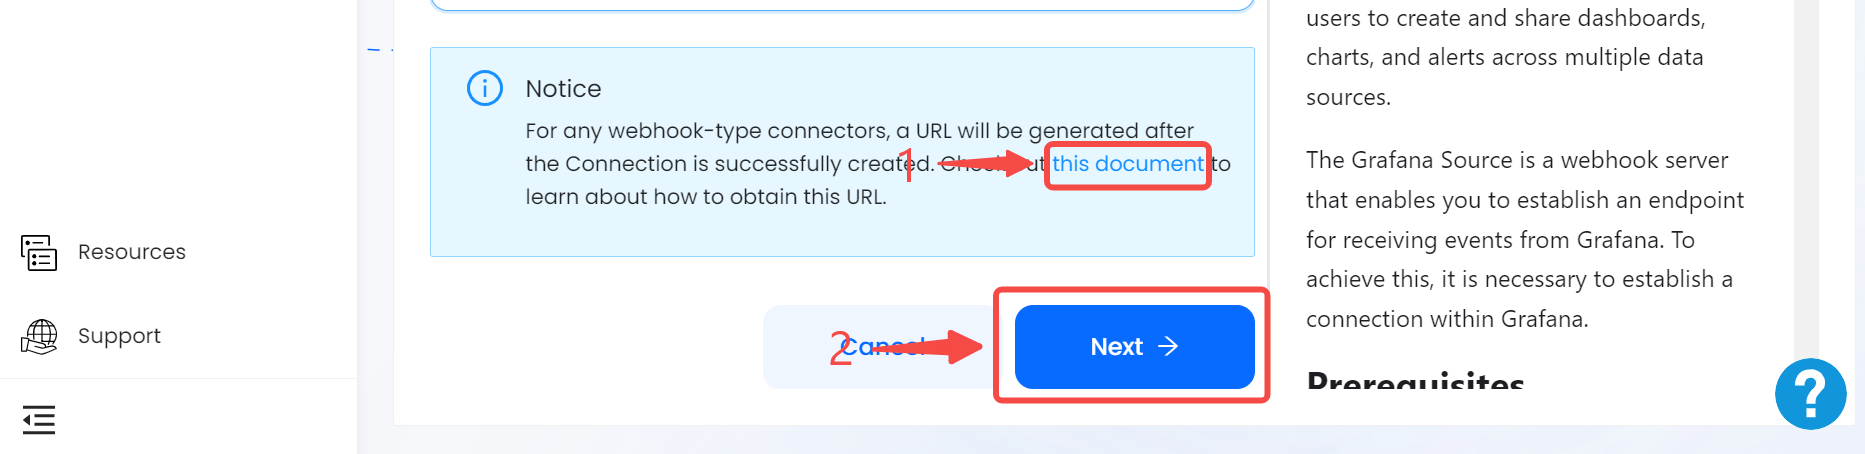 Resources
Support
Notice
For any webhook-type connectors, a URL will be generated after
the Connection is successfully created. Check out this document to
learn about how to obtain this URL.
1
2
Cancel
Next
users to create and share dashboards,
charts, and alerts across multiple data
sources.
The Grafana Source is a webhook server
that enables you to establish an endpoint
for receiving events from Grafana. To
achieve this, it is necessary to establish a
connection within Grafana.
Prerequisites
?